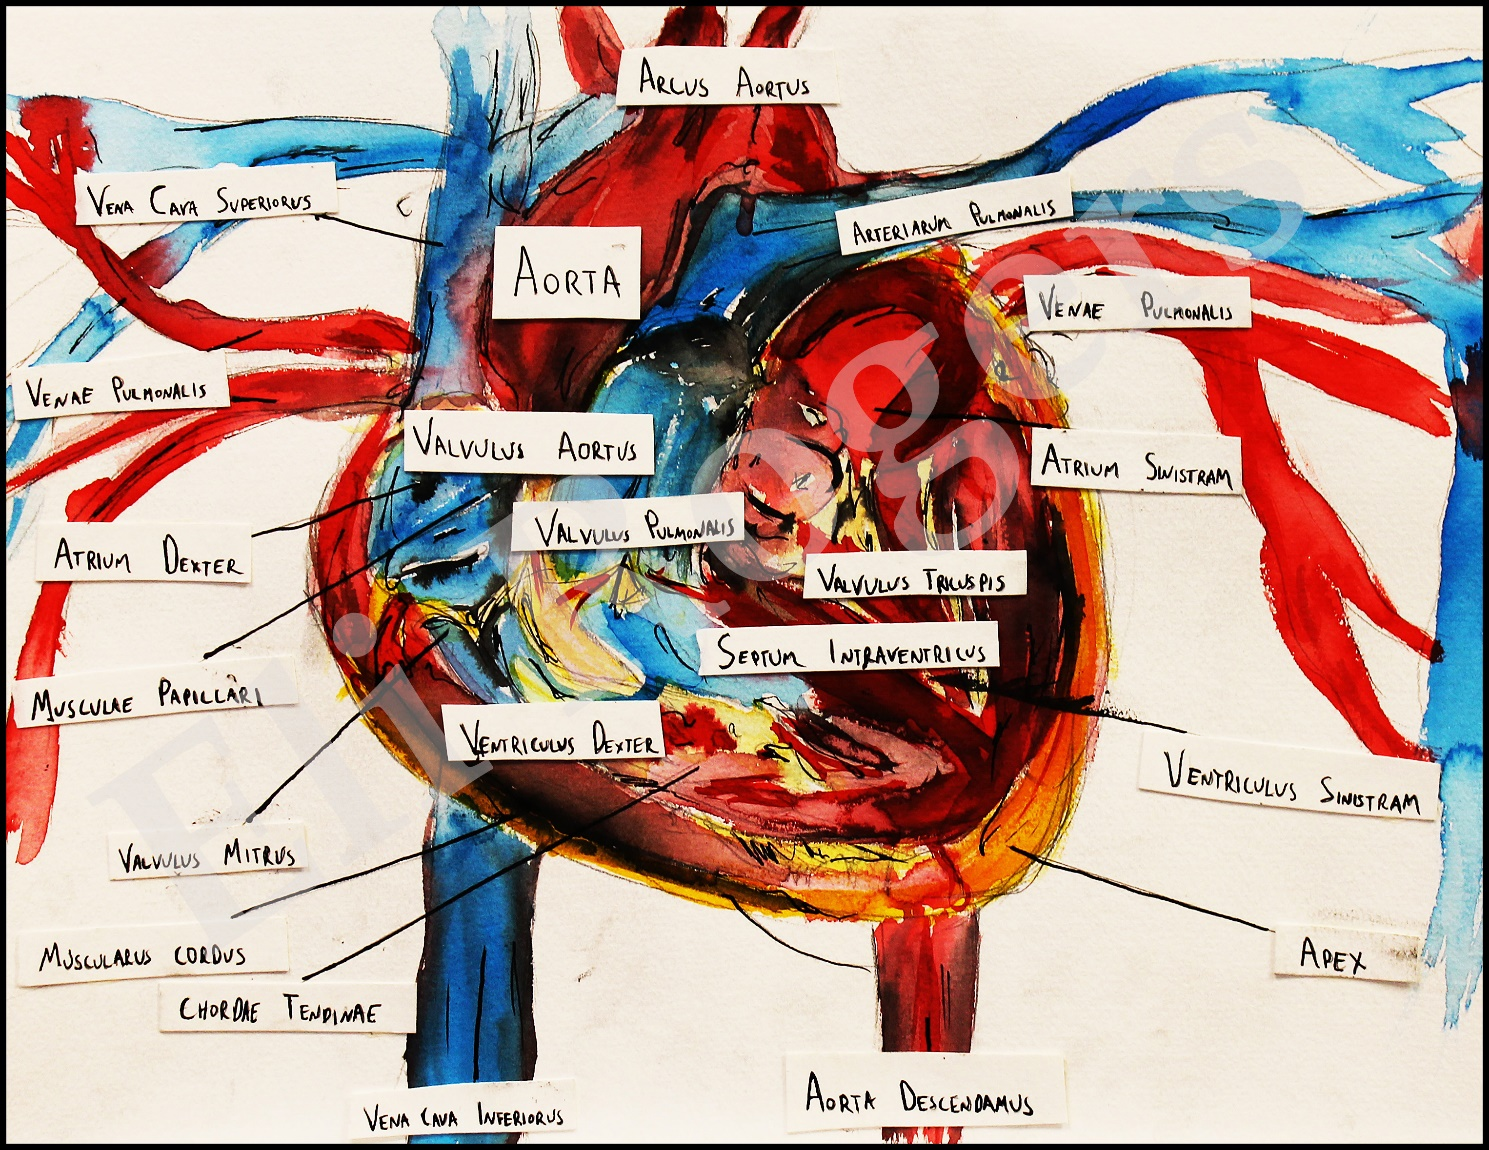 Arcus Aortus
Vena Cava Superiorus
Arteriarum Pulmonalis
Aorta
Venae Pulmonalis
Venae Pulmonalis
Valvulus Aortus
Atrium Sinistram
Valvulus Pulmonalis
Atrium Dexter
Valvulus Tricuspis
Septum Intraventricus
Musculae Papillari
Ventriculus Dexter
Ventriculus Sinistram
Valvulus Mitrus
Muscularus cordus
Apex
Chordae Tendinae
Aorta Descendamus
Vena Cava Inferiorus
Eli Rogers